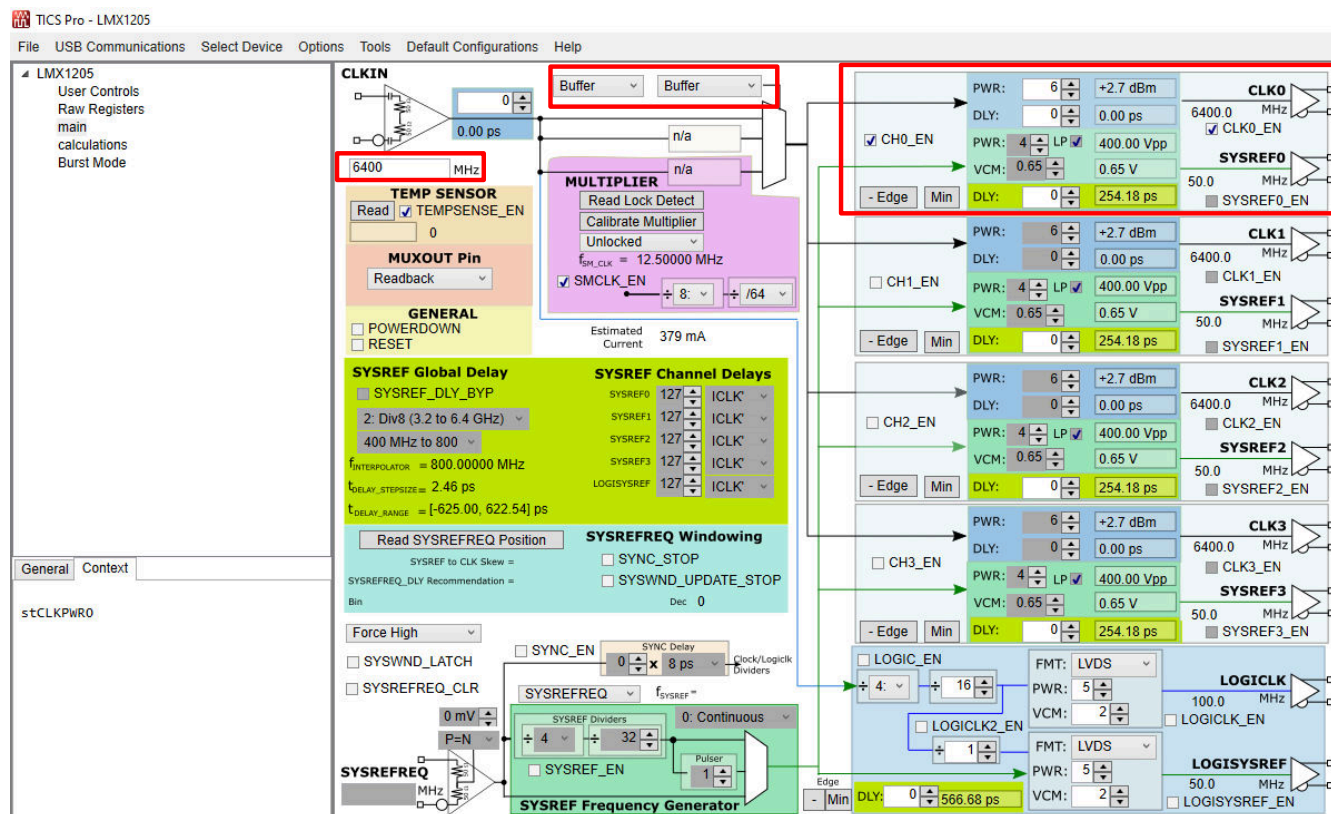 TICS Pro - LMX1205
File USB Communications Select Device Options Tools Default Configurations Help
LMX1205
User Controls
Raw Registers
main
calculations
Burst Mode
General Context
stCLKPWR0
CLKIN
50 Ω
50 Ω
0
0.00 ps
6400 MHz
Buffer Buffer
n/a
n/a
TEMP SENSOR
Read TEMPSENSE_EN
0
MUXOUT Pin
Readback
GENERAL
POWERDOWN
RESET
MULTIPLIER
Read Lock Detect
Calibrate Multiplier
Unlocked
fSM_CLK = 12.50000 MHz
SMCLK_EN
÷ 8: ÷ /64
Estimated
Current 379 mA
SYSREF Global Delay
SYSREF_DLY_BYP
2: Div8 (3.2 to 6.4 GHz)
400 MHz to 800
fINTERPOLATOR = 800.00000 MHz
tDELAY_STEPSIZE = 2.46 ps
tDELAY_RANGE = [-625.00, 622.54] ps
SYSREF Channel Delays
SYSREF0 127 ICLK'
SYSREF1 127 ICLK'
SYSREF2 127 ICLK'
SYSREF3 127 ICLK'
LOGISYSREF 127 ICLK'
Read SYSREFREQ Position
SYSREF to CLK Skew =
SYSREFREQ_DLY Recommendation =
Bin Dec 0
SYSREFREQ Windowing
SYNC_STOP
SYSWND_UPDATE_STOP
Force High
SYSWND_LATCH
SYSREFREQ_CLR
SYNC_EN
SYNC Delay
0 x 8 ps
Clock/Logiclk
Dividers
SYSREFREQ fSYSREF =
0 mV
P=N
SYSREFREQ
MHz
50 Ω
50 Ω
SYSREF Dividers
÷ 4 ÷ 32
0: Continuous
SYSREF_EN
Pulser
1
SYSREF Frequency Generator
CH0_EN
- Edge Min
PWR: 6 +2.7 dBm
DLY: 0 0.00 ps
PWR: 4 LP 400.00 Vpp
VCM: 0.65 0.65 V
DLY: 0 254.18 ps
CLK0
6400.0 MHz
CLK0_EN
SYSREF0
50.0 MHz
SYSREF0_EN
CH1_EN
- Edge Min
PWR: 6 +2.7 dBm
DLY: 0 0.00 ps
PWR: 4 LP 400.00 Vpp
VCM: 0.65 0.65 V
DLY: 0 254.18 ps
CLK1
6400.0 MHz
CLK1_EN
SYSREF1
50.0 MHz
SYSREF1_EN
CH2_EN
- Edge Min
PWR: 6 +2.7 dBm
DLY: 0 0.00 ps
PWR: 4 LP 400.00 Vpp
VCM: 0.65 0.65 V
DLY: 0 254.18 ps
CLK2
6400.0 MHz
CLK2_EN
SYSREF2
50.0 MHz
SYSREF2_EN
CH3_EN
- Edge Min
PWR: 6 +2.7 dBm
DLY: 0 0.00 ps
PWR: 4 LP 400.00 Vpp
VCM: 0.65 0.65 V
DLY: 0 254.18 ps
CLK3
6400.0 MHz
CLK3_EN
SYSREF3
50.0 MHz
SYSREF3_EN
LOGIC_EN
÷ 4: ÷ 16
LOGICLK2_EN
÷ 1
FMT: LVDS
PWR: 5
VCM: 2
LOGICLK
100.0 MHz
LOGICLK_EN
FMT: LVDS
PWR: 5
VCM: 2
LOGISYSREF
50.0 MHz
LOGISYSREF_EN
Edge
- Min DLY: 0 566.68 ps